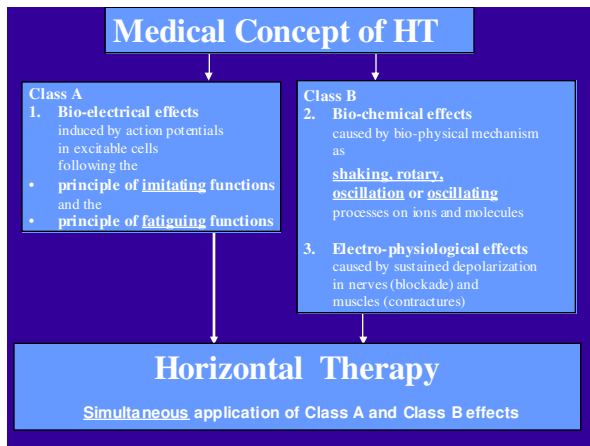 Medical Concept of HT
Class A
1. Bio-electrical effects
induced by action potentials
in excitable cells
following the
• principle of imitating functions
and the
• principle of fatiguing functions
Class B
2. Bio-chemical effects
caused by bio-physical mechanism
as
shaking, rotary,
oscillation or oscillating
processes on ions and molecules
3. Electro-physiological effects
caused by sustained depolarization
in nerves (blockade) and
muscles (contractures)
Horizontal Therapy
Simultaneous application of Class A and Class B effects